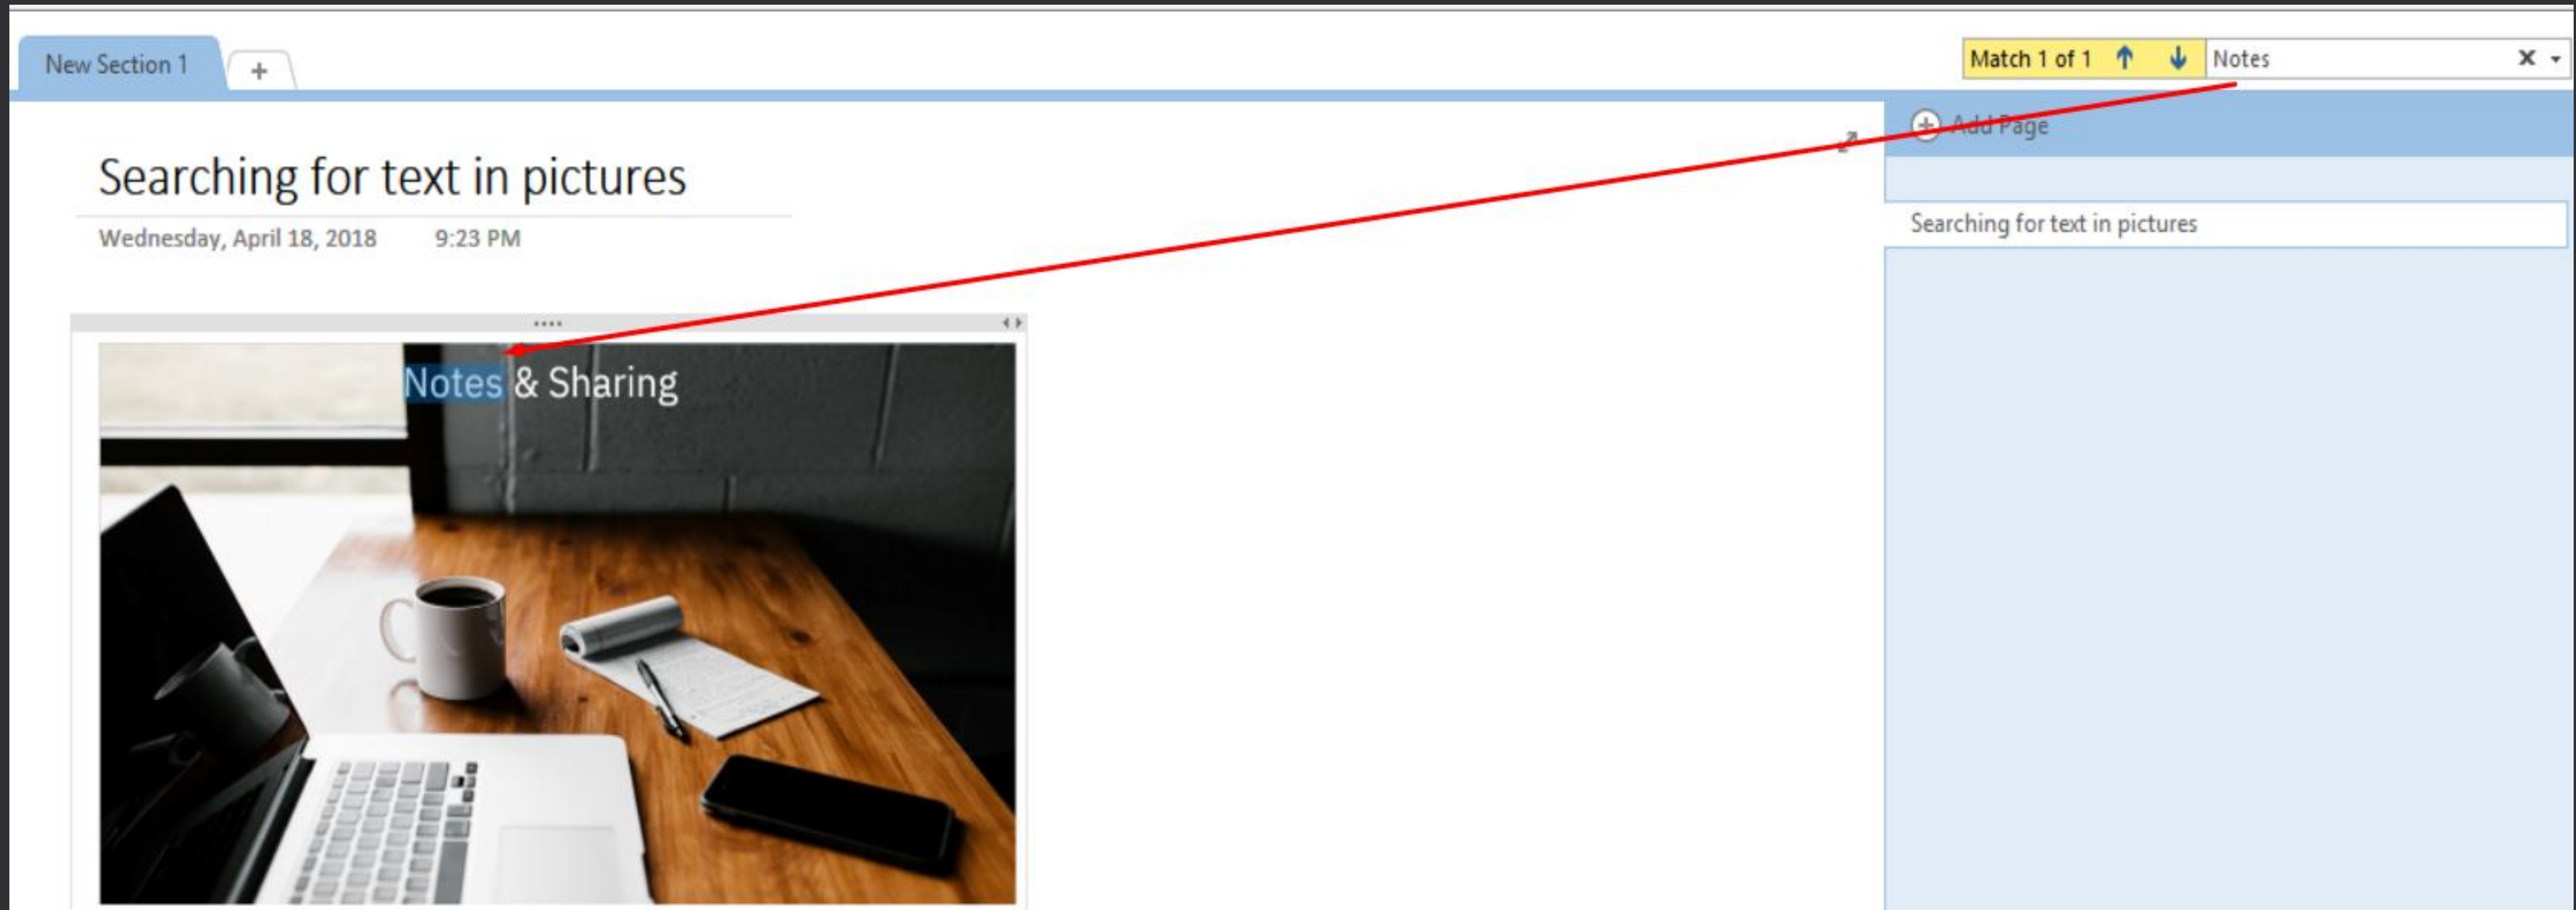 New Section 1
+
Match 1 of 1
Notes
Add Page
Searching for text in pictures
Wednesday, April 18, 2018 9:23 PM
Searching for text in pictures
Notes & Sharing